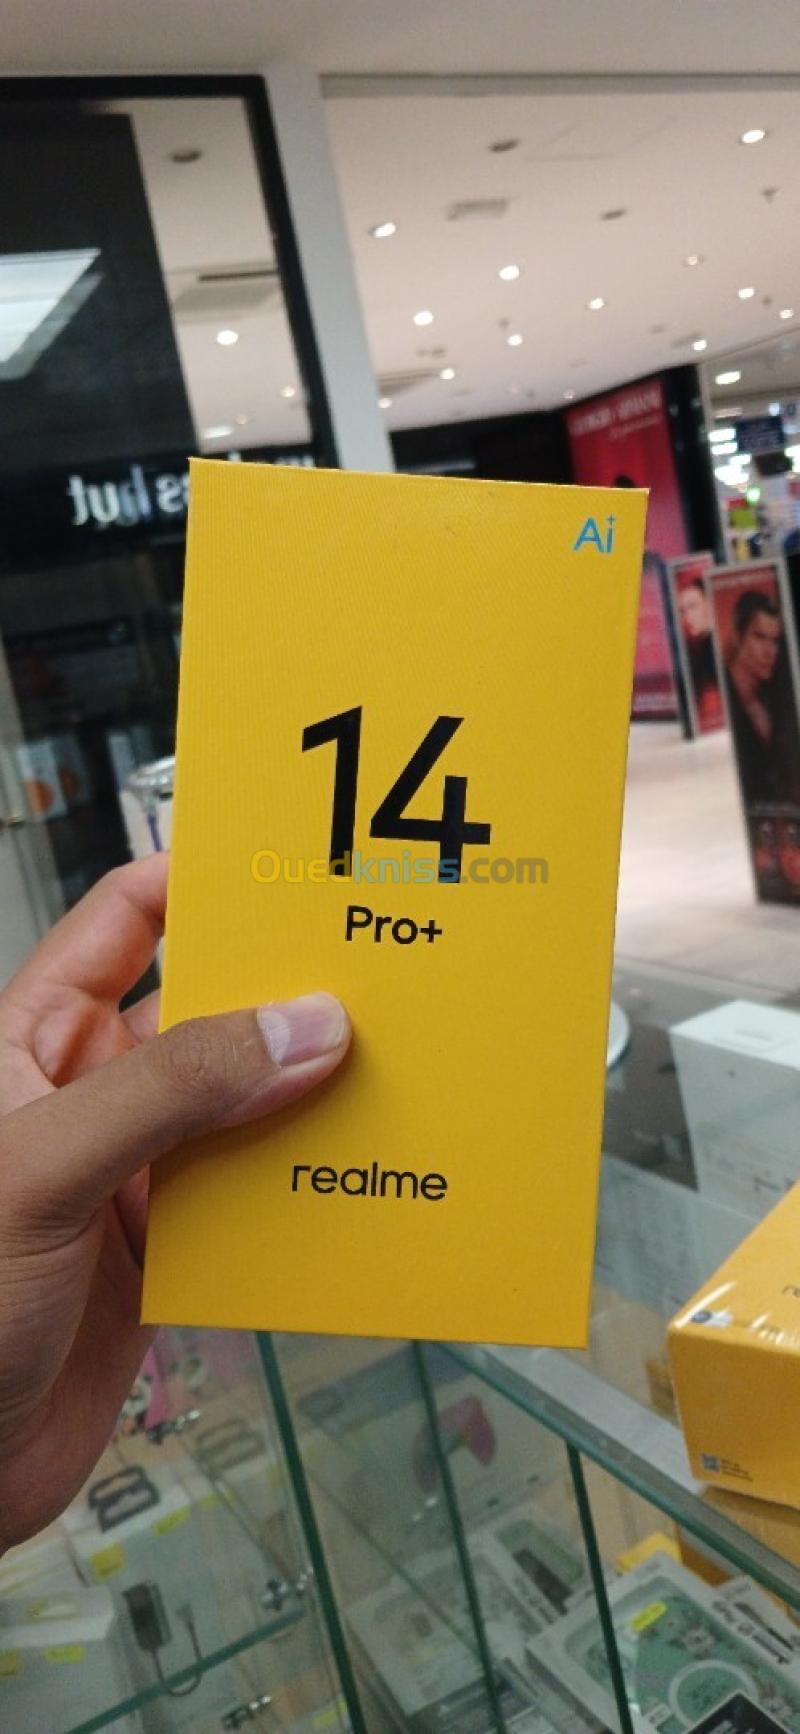 Ai+
14
Ouedkniss.com
Pro+
realme